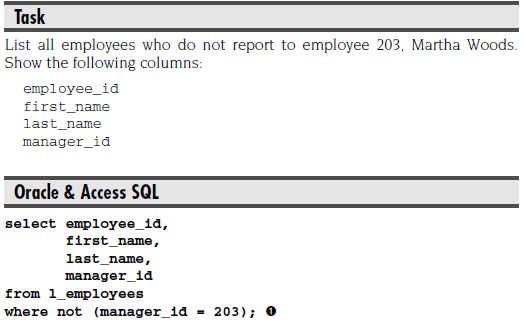 Task
List all employees who do not report to employee 203, Martha Woods.
Show the following columns:
employee_id
first_name
last_name
manager_id
Oracle & Access SQL
select employee_id,
first_name,
last_name,
manager_id
from l_employees
where not (manager_id = 203); ❶